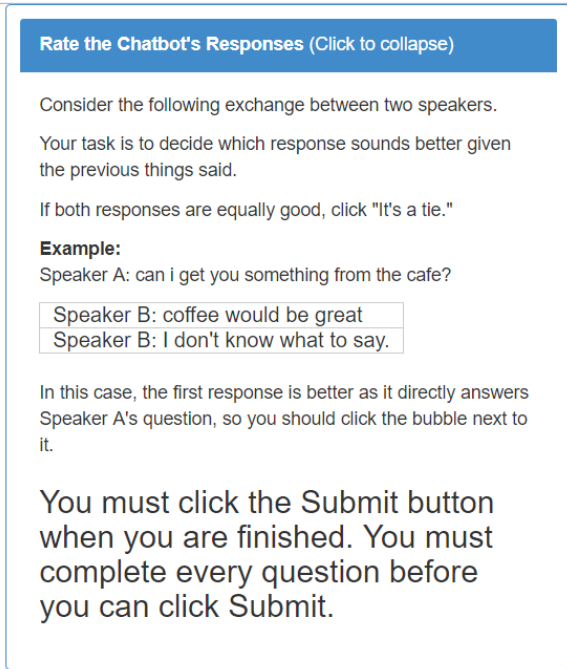 Rate the Chatbot's Responses (Click to collapse)
Consider the following exchange between two speakers.
Your task is to decide which response sounds better given
the previous things said.
If both responses are equally good, click "It's a tie."
Example:
Speaker A: can i get you something from the cafe?
Speaker B: coffee would be great
Speaker B: I don't know what to say.
In this case, the first response is better as it directly answers
Speaker A's question, so you should click the bubble next to
it.
You must click the Submit button
when you are finished. You must
complete every question before
you can click Submit.